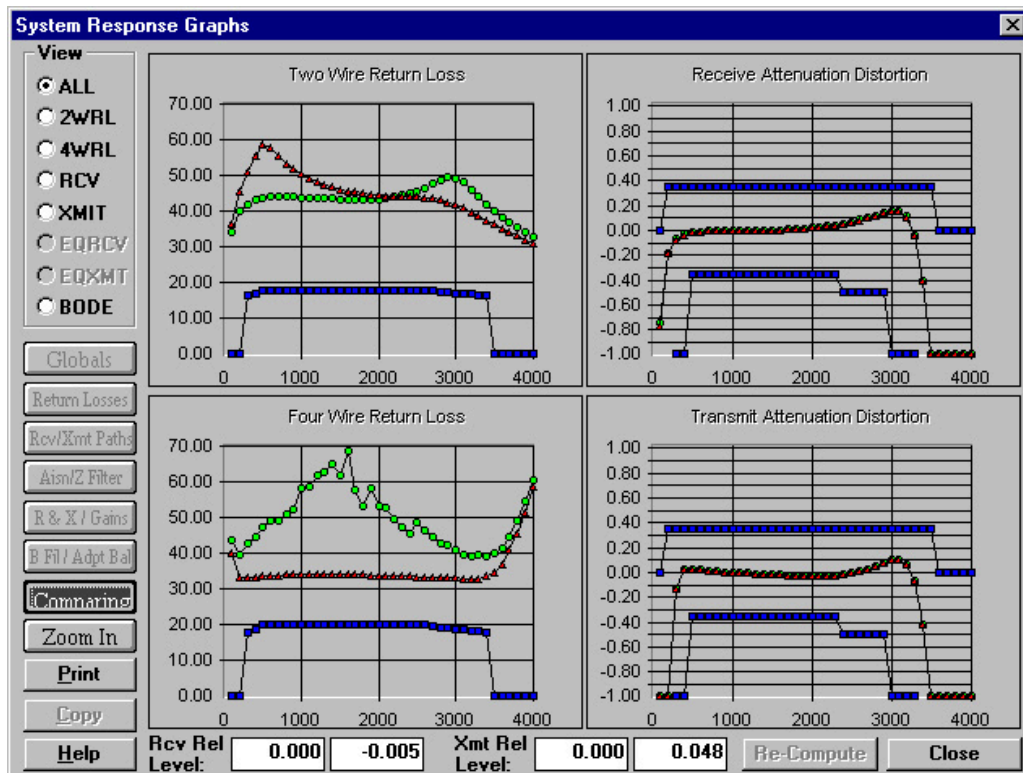 System Response Graphs
View
ALL
2WRL
4WRL
RCV
XMIT
EQRCV
EQXMT
BODE
Globals
Return Losses
Rcv/Xmt Paths
Aisn/Z Filter
R & X / Gains
B Fil / Adpt Bal
Comparing
Zoom In
Print
Copy
Help
Two Wire Return Loss
70.00
60.00
50.00
40.00
30.00
20.00
10.00
0.00
0 1000 2000 3000 4000
Receive Attenuation Distortion
1.00
0.80
0.60
0.40
0.20
0.00
-0.20
-0.40
-0.60
-0.80
-1.00
0 1000 2000 3000 4000
Four Wire Return Loss
70.00
60.00
50.00
40.00
30.00
20.00
10.00
0.00
0 1000 2000 3000 4000
Transmit Attenuation Distortion
1.00
0.80
0.60
0.40
0.20
0.00
-0.20
-0.40
-0.60
-0.80
-1.00
0 1000 2000 3000 4000
Rcv Rel Level: 0.000 -0.005 Xmt Rel Level: 0.000 0.048 Re-Compute Close